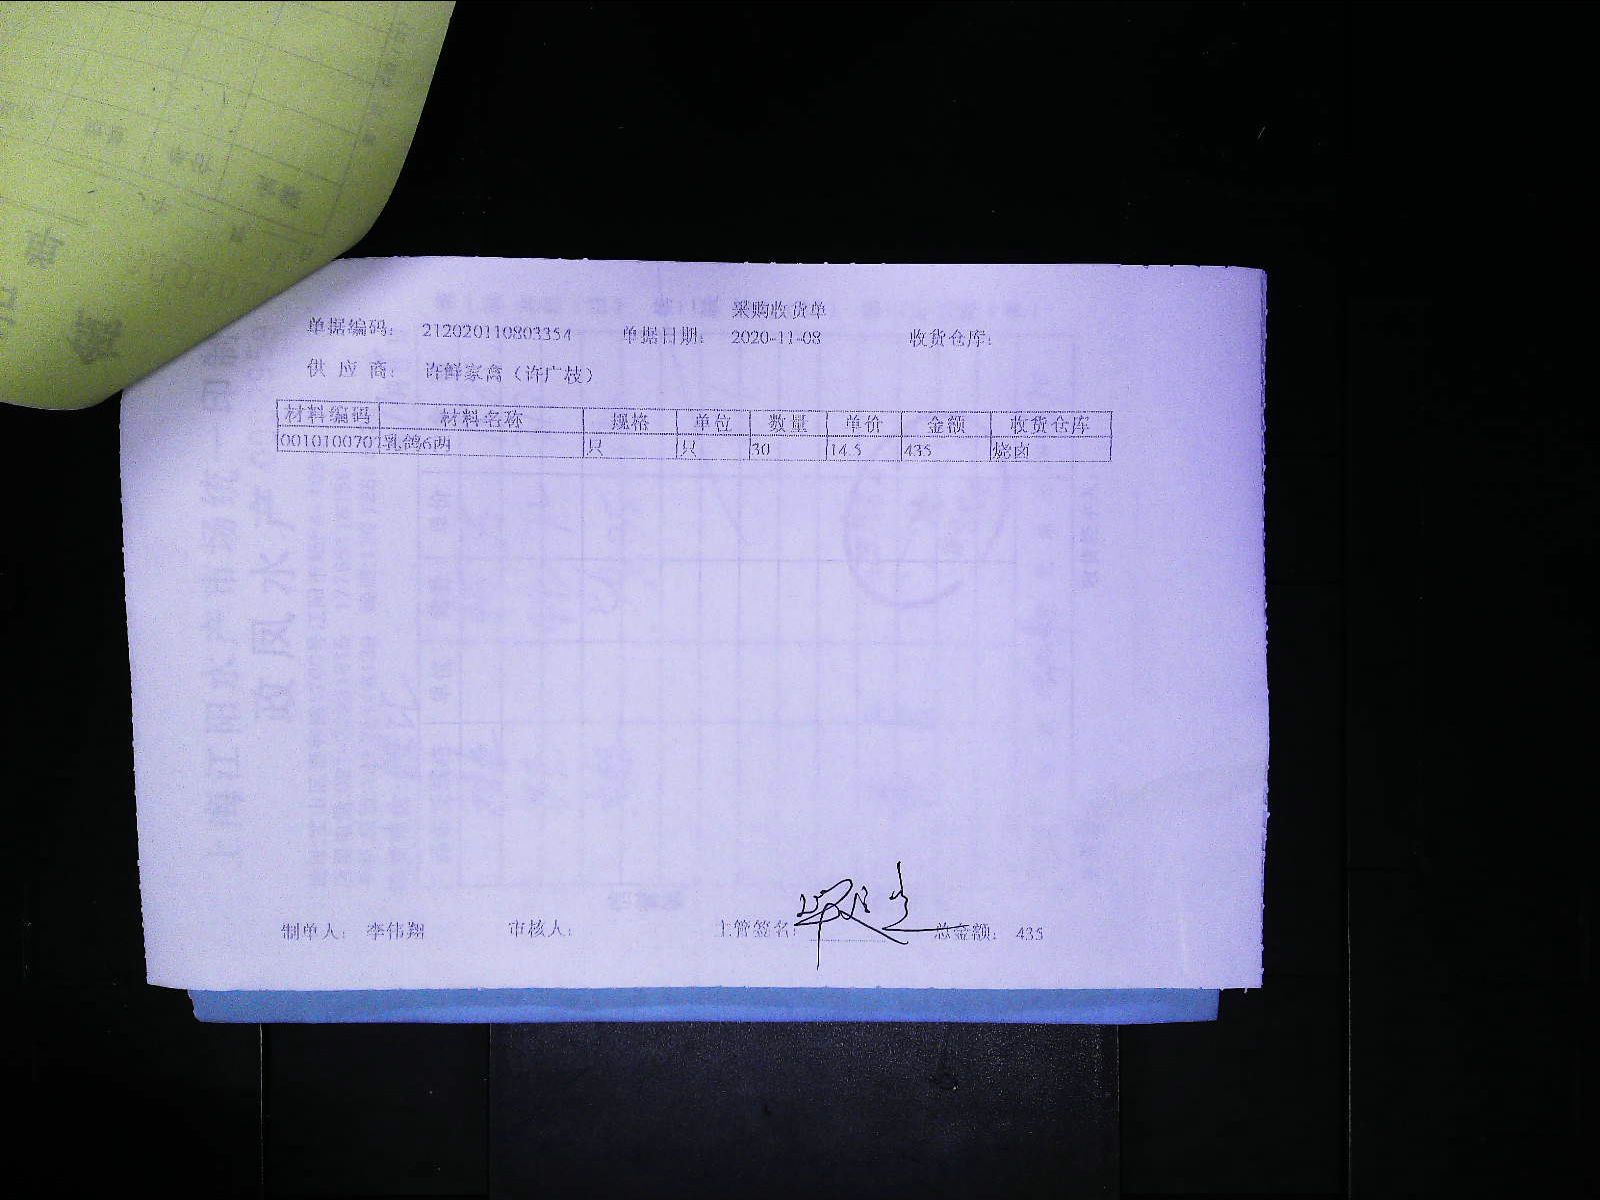 采购收货单
单据编码： 212020110803354 单据日期： 2020-11-08 收货仓库：
供 应 商： 许鲜家禽（许广枝）
材料编码 材料名称 规格 单位 数量 单价 金额 收货仓库
0010100707 乳鸽6两 只 只 30 14.5 435 烧卤
制单人： 李伟翔 审核人： 主管签名： 总金额： 435